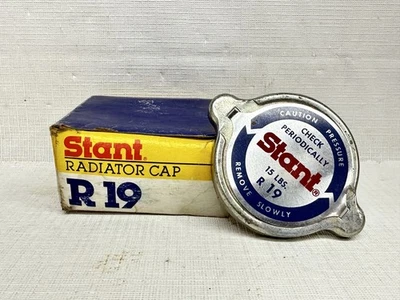 Stant®
RADIATOR CAP
R 19
CAUTION PRESSURE
CHECK
PERIODICALLY
Stant®
15 LBS.
R 19
REMOVE SLOWLY